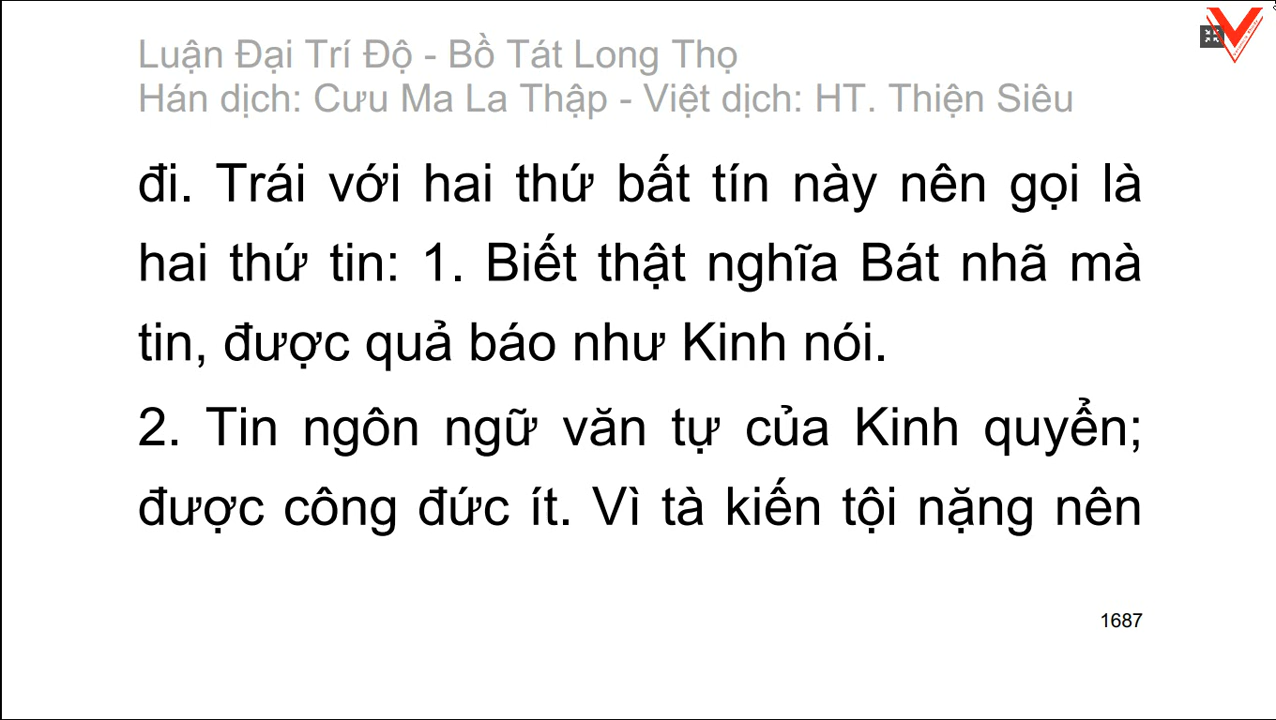 Luận Đại Trí Độ - Bồ Tát Long Thọ
Hán dịch: Cưu Ma La Thập - Việt dịch: HT. Thiện Siêu
đi. Trái với hai thứ bất tín này nên gọi là
hai thứ tin: 1. Biết thật nghĩa Bát nhã mà
tin, được quả báo như Kinh nói.
2. Tin ngôn ngữ văn tự của Kinh quyển;
được công đức ít. Vì tà kiến tội nặng nên
1687